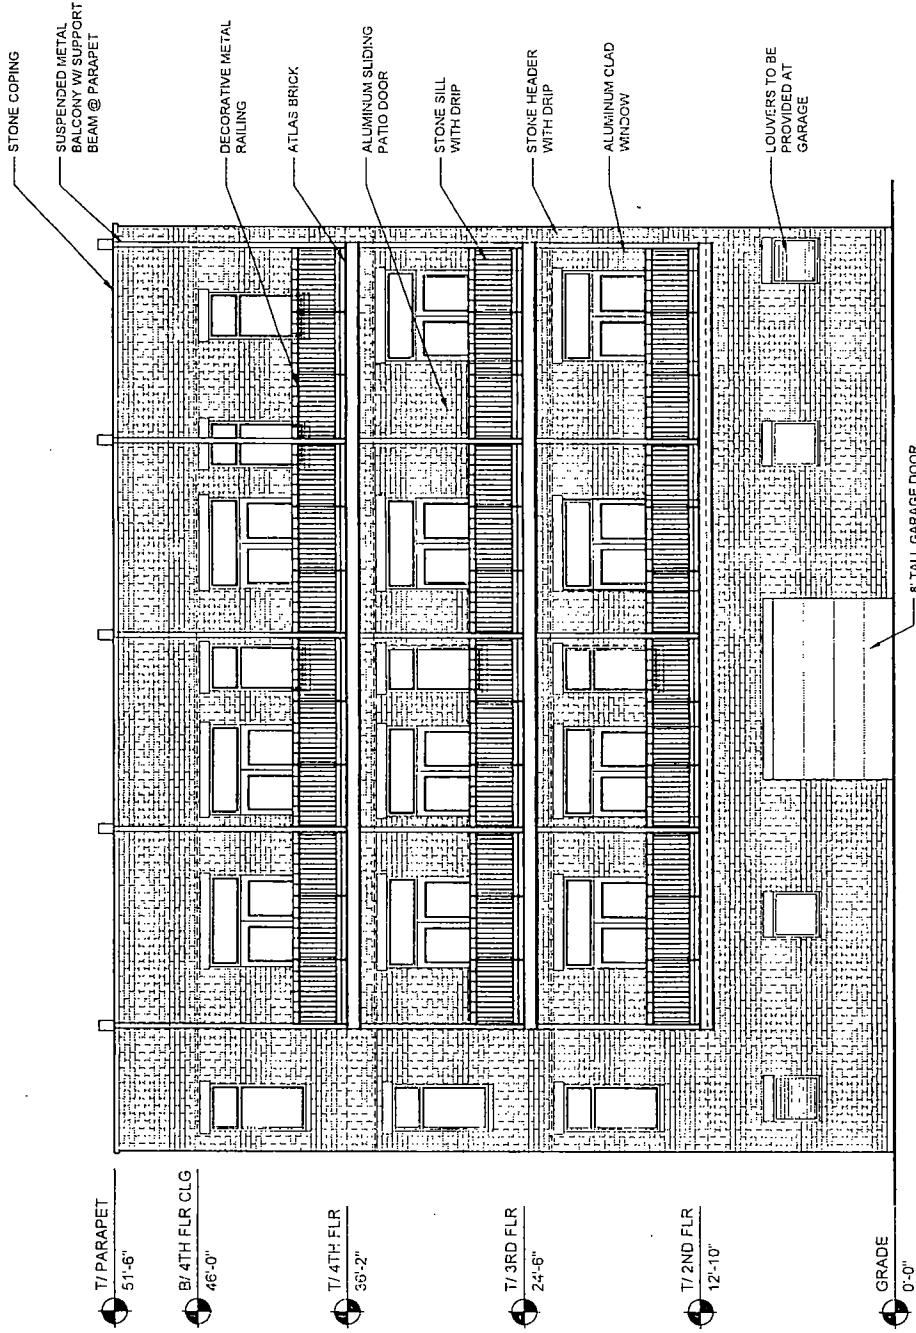 STONE COPING
SUSPENDED METAL
BALCONY W/ SUPPORT
BEAM @ PARAPET
DECORATIVE METAL
RAILING
ATLAS BRICK
ALUMINUM SLIDING
PATIO DOOR
STONE SILL
WITH DRIP
STONE HEADER
WITH DRIP
ALUMINUM CLAD
WINDOW
LOUVERS TO BE
PROVIDED AT
GARAGE
8' TALL GARAGE DOOR
T/ PARAPET
51'-6"
B/ 4TH FLR CLG
46'-0"
T/ 4TH FLR
36'-2"
T/ 3RD FLR
24'-6"
T/ 2ND FLR
12'-10"
GRADE
0'-0"